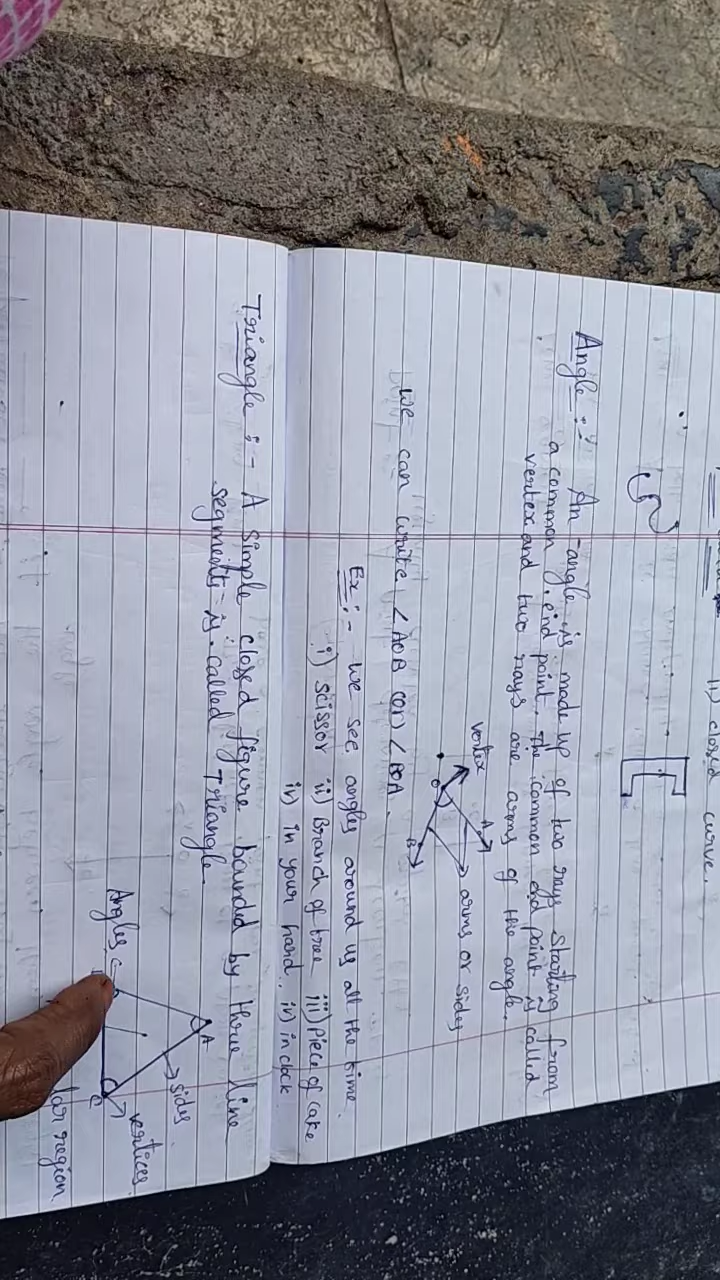 ii) closed curve.
Angle :- An angle is made up of two rays starting from
a common end point. The common end point is called
vertex and two rays are arms of the angle.
vertex
A
O
B
arms or sides
We can write ∠AOB (or) ∠BOA.
Ex :- we see angles around us all the time.
i) scissor ii) Branch of tree iii) piece of cake
iv) in your hand, iv) in clock
Triangle :- A simple closed figure bounded by three line
segments is called Triangle.
A
sides
Angles
C
vertices
lar region